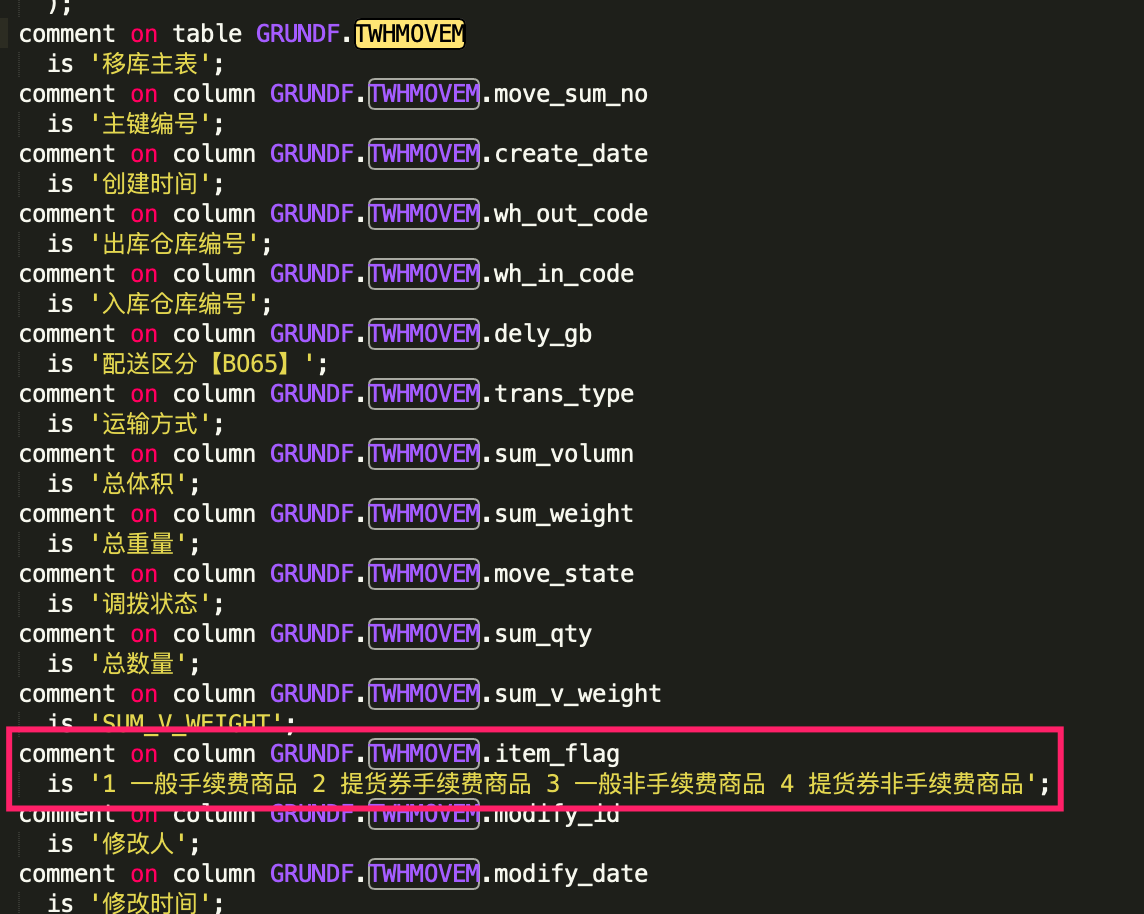 );
comment on table GRUNDF.TWHMOVEM
is '移库主表';
comment on column GRUNDF.TWHMOVEM.move_sum_no
is '主键编号';
comment on column GRUNDF.TWHMOVEM.create_date
is '创建时间';
comment on column GRUNDF.TWHMOVEM.wh_out_code
is '出库仓库编号';
comment on column GRUNDF.TWHMOVEM.wh_in_code
is '入库仓库编号';
comment on column GRUNDF.TWHMOVEM.dely_gb
is '配送区分【BO65】';
comment on column GRUNDF.TWHMOVEM.trans_type
is '运输方式';
comment on column GRUNDF.TWHMOVEM.sum_volumn
is '总体积';
comment on column GRUNDF.TWHMOVEM.sum_weight
is '总重量';
comment on column GRUNDF.TWHMOVEM.move_state
is '调拨状态';
comment on column GRUNDF.TWHMOVEM.sum_qty
is '总数量';
comment on column GRUNDF.TWHMOVEM.sum_v_weight
is 'SUM_V_WEIGHT';
comment on column GRUNDF.TWHMOVEM.item_flag
is '1 一般手续费商品 2 提货券手续费商品 3 一般非手续费商品 4 提货券非手续费商品';
comment on column GRUNDF.TWHMOVEM.modify_id
is '修改人';
comment on column GRUNDF.TWHMOVEM.modify_date
is '修改时间';